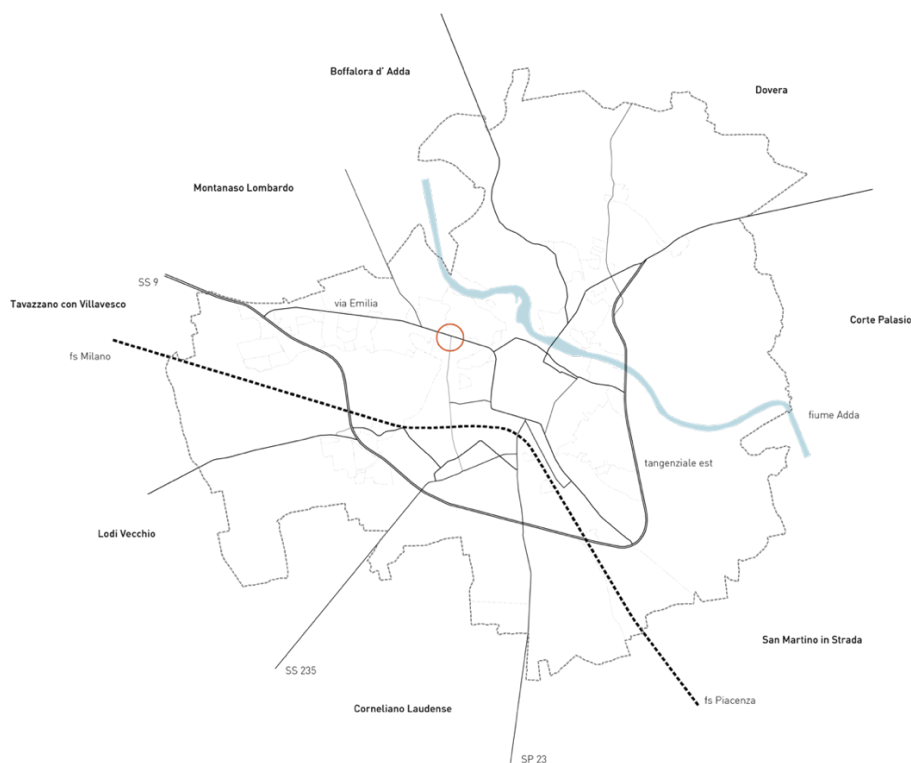 Boffalora d' Adda
Dovera
Montanaso Lombardo
SS 9
Tavazzano con Villavesco
via Emilia
Corte Palasio
fs Milano
fiume Adda
tangenziale est
Lodi Vecchio
San Martino in Strada
SS 235
fs Piacenza
Corneliano Laudense
SP 23